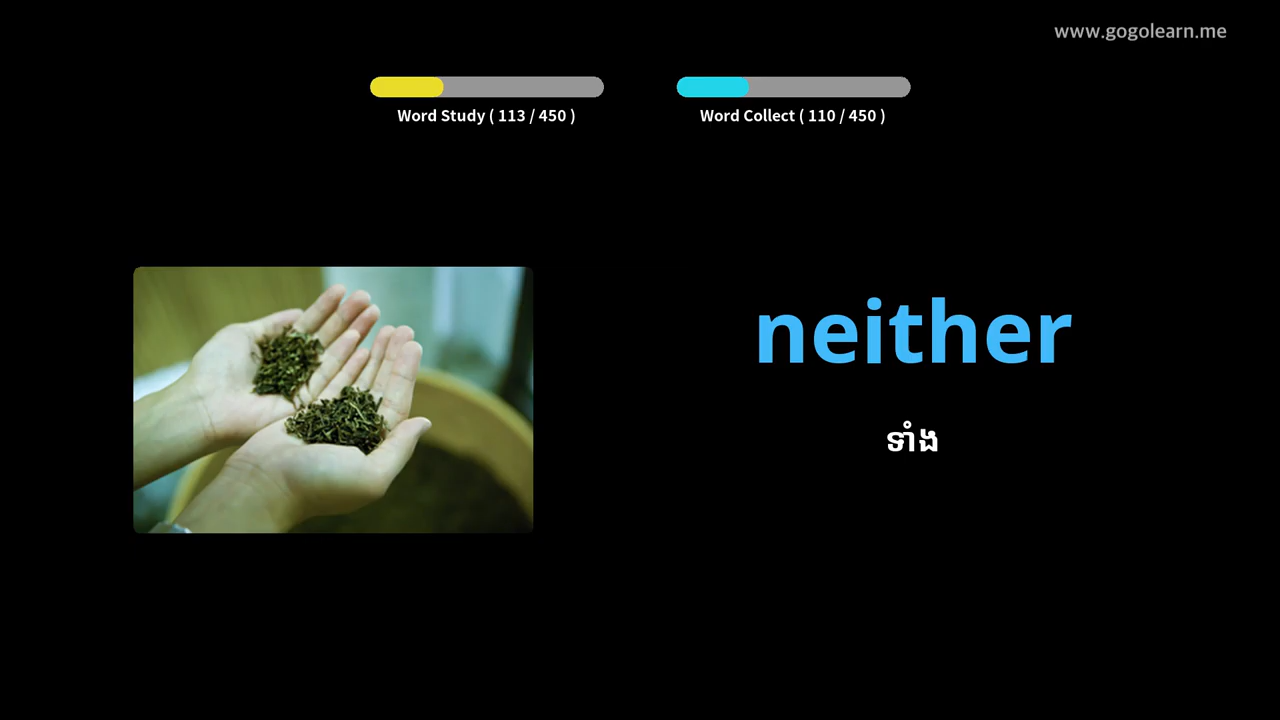 www.gogolearn.me
Word Study ( 113 / 450 )
Word Collect ( 110 / 450 )
neither
ទាំង